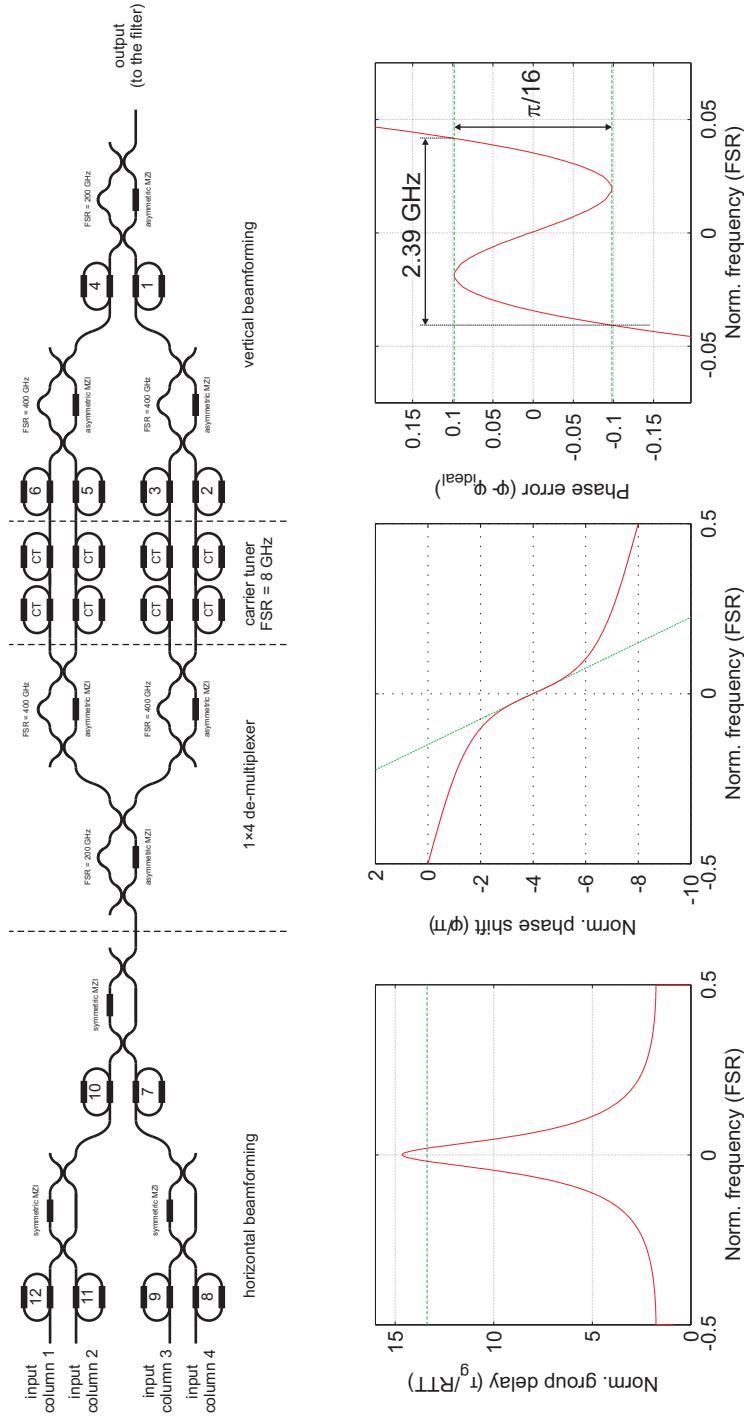 input
column 1
input
column 2
input
column 3
input
column 4
12
11
9
8
symmetric MZI
symmetric MZI
10
7
symmetric MZI
horizontal beamforming
FSR = 200 GHz
asymmetric MZI
FSR = 400 GHz
asymmetric MZI
FSR = 400 GHz
asymmetric MZI
1×4 de-multiplexer
CT
CT
CT
CT
CT
CT
CT
CT
carrier tuner
FSR = 8 GHz
6
5
3
2
FSR = 400 GHz
asymmetric MZI
FSR = 400 GHz
asymmetric MZI
4
1
FSR = 200 GHz
asymmetric MZI
vertical beamforming
output
(to the filter)
Norm. group delay (τg/RTT)
15
10
5
0
-0.5
0
0.5
Norm. frequency (FSR)
Norm. phase shift (φ/π)
2
0
-2
-4
-6
-8
-10
-0.5
0
0.5
Norm. frequency (FSR)
Phase error (φ-φideal)
0.15
0.1
0.05
0
-0.05
-0.1
-0.15
2.39 GHz
π/16
-0.05
0
0.05
Norm. frequency (FSR)